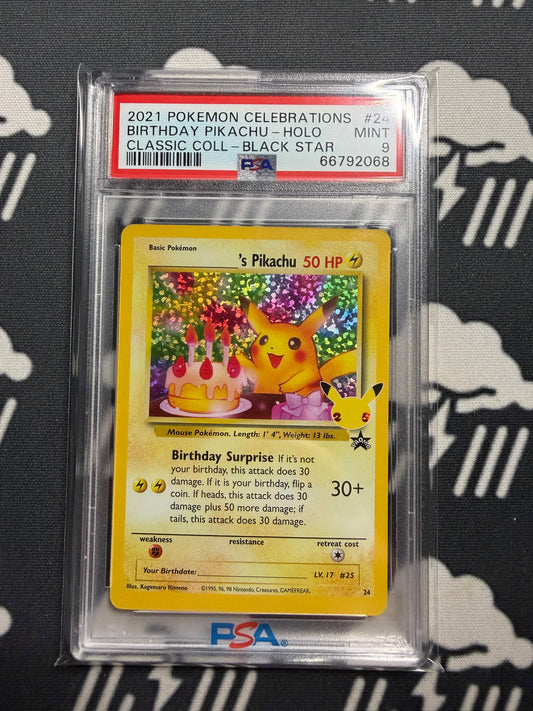 2021 POKEMON CELEBRATIONS #24
BIRTHDAY PIKACHU - HOLO MINT
CLASSIC COLL - BLACK STAR 9
PSA 66792068
Basic Pokémon
's Pikachu 50 HP
25
PROMO
Mouse Pokémon. Length: 1' 4", Weight: 13 lbs.
Birthday Surprise If it's not
your birthday, this attack does 30
damage. If it is your birthday, flip a
coin. If heads, this attack does 30
damage plus 50 more damage; if
tails, this attack does 30 damage.
30+
weakness resistance retreat cost
Your Birthdate: LV. 17 #25
Illus. Kagemaru Himeno ©1995, 96, 98 Nintendo, Creatures, GAMEFREAK. 24
PSA®